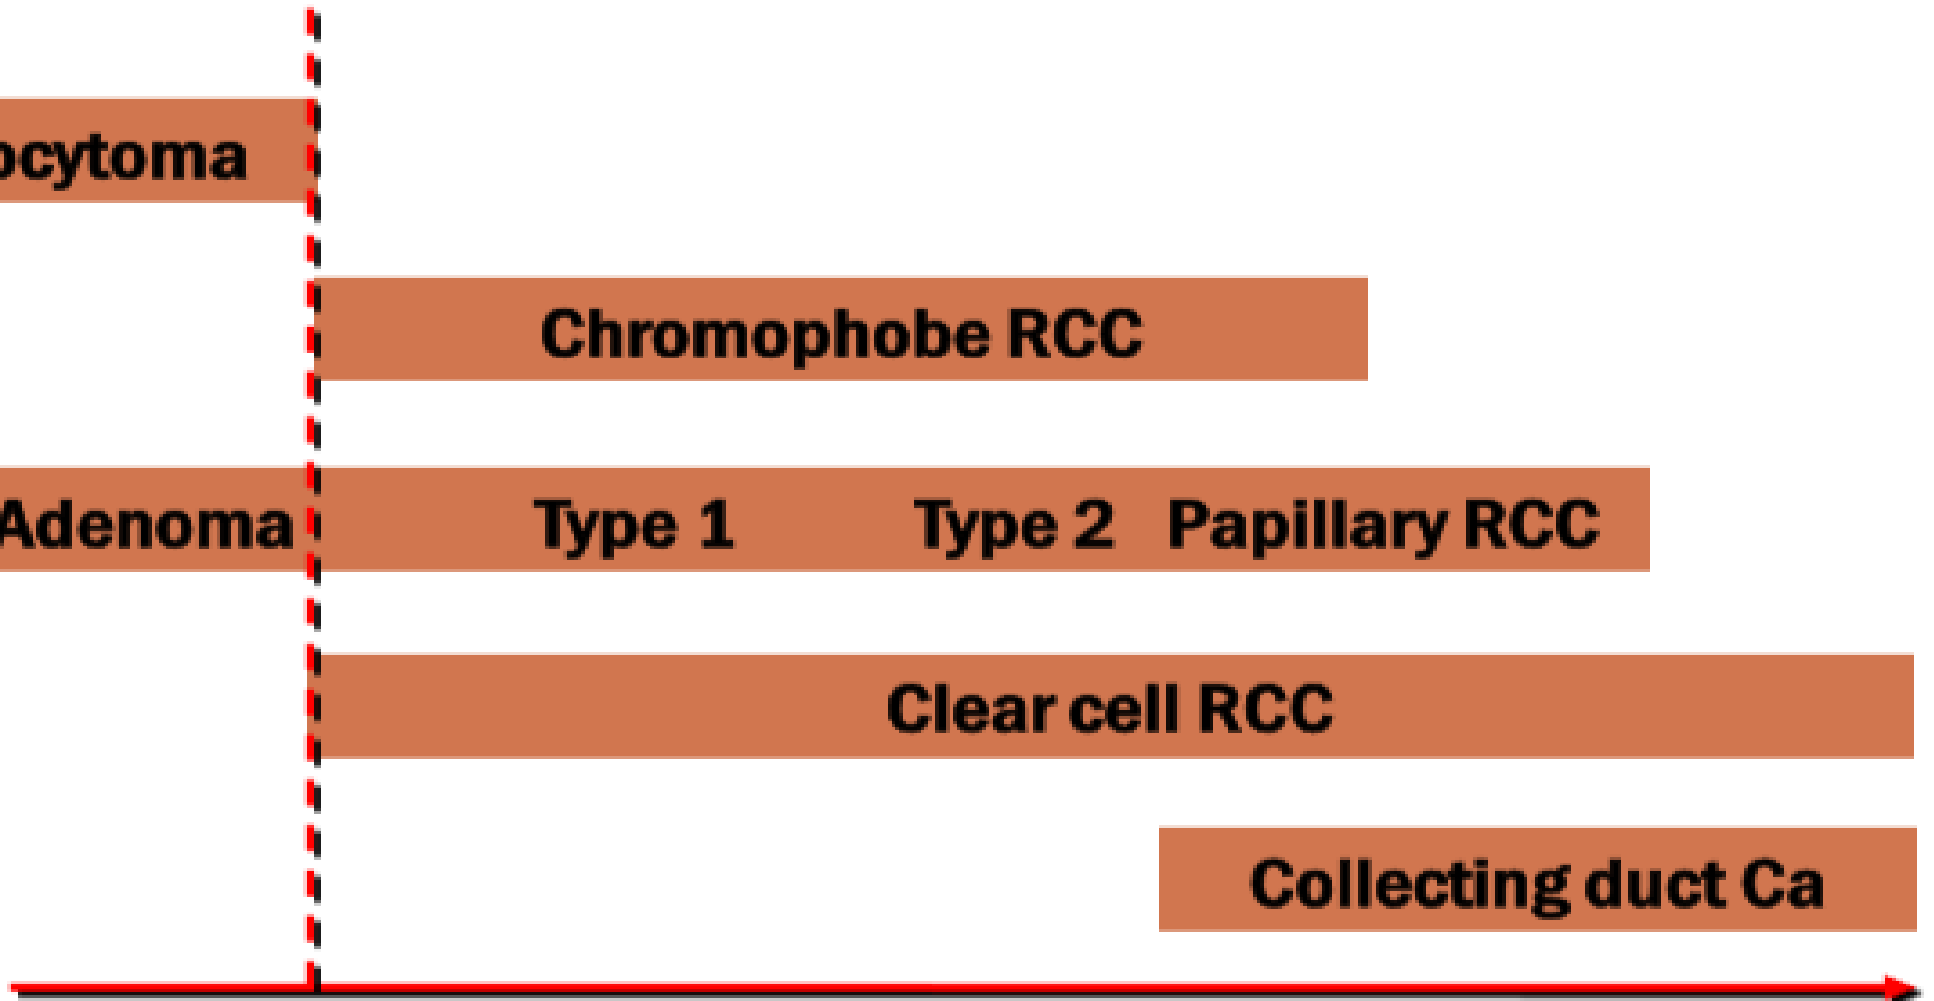 ocytoma
Chromophobe RCC
Adenoma Type 1 Type 2 Papillary RCC
Clear cell RCC
Collecting duct Ca